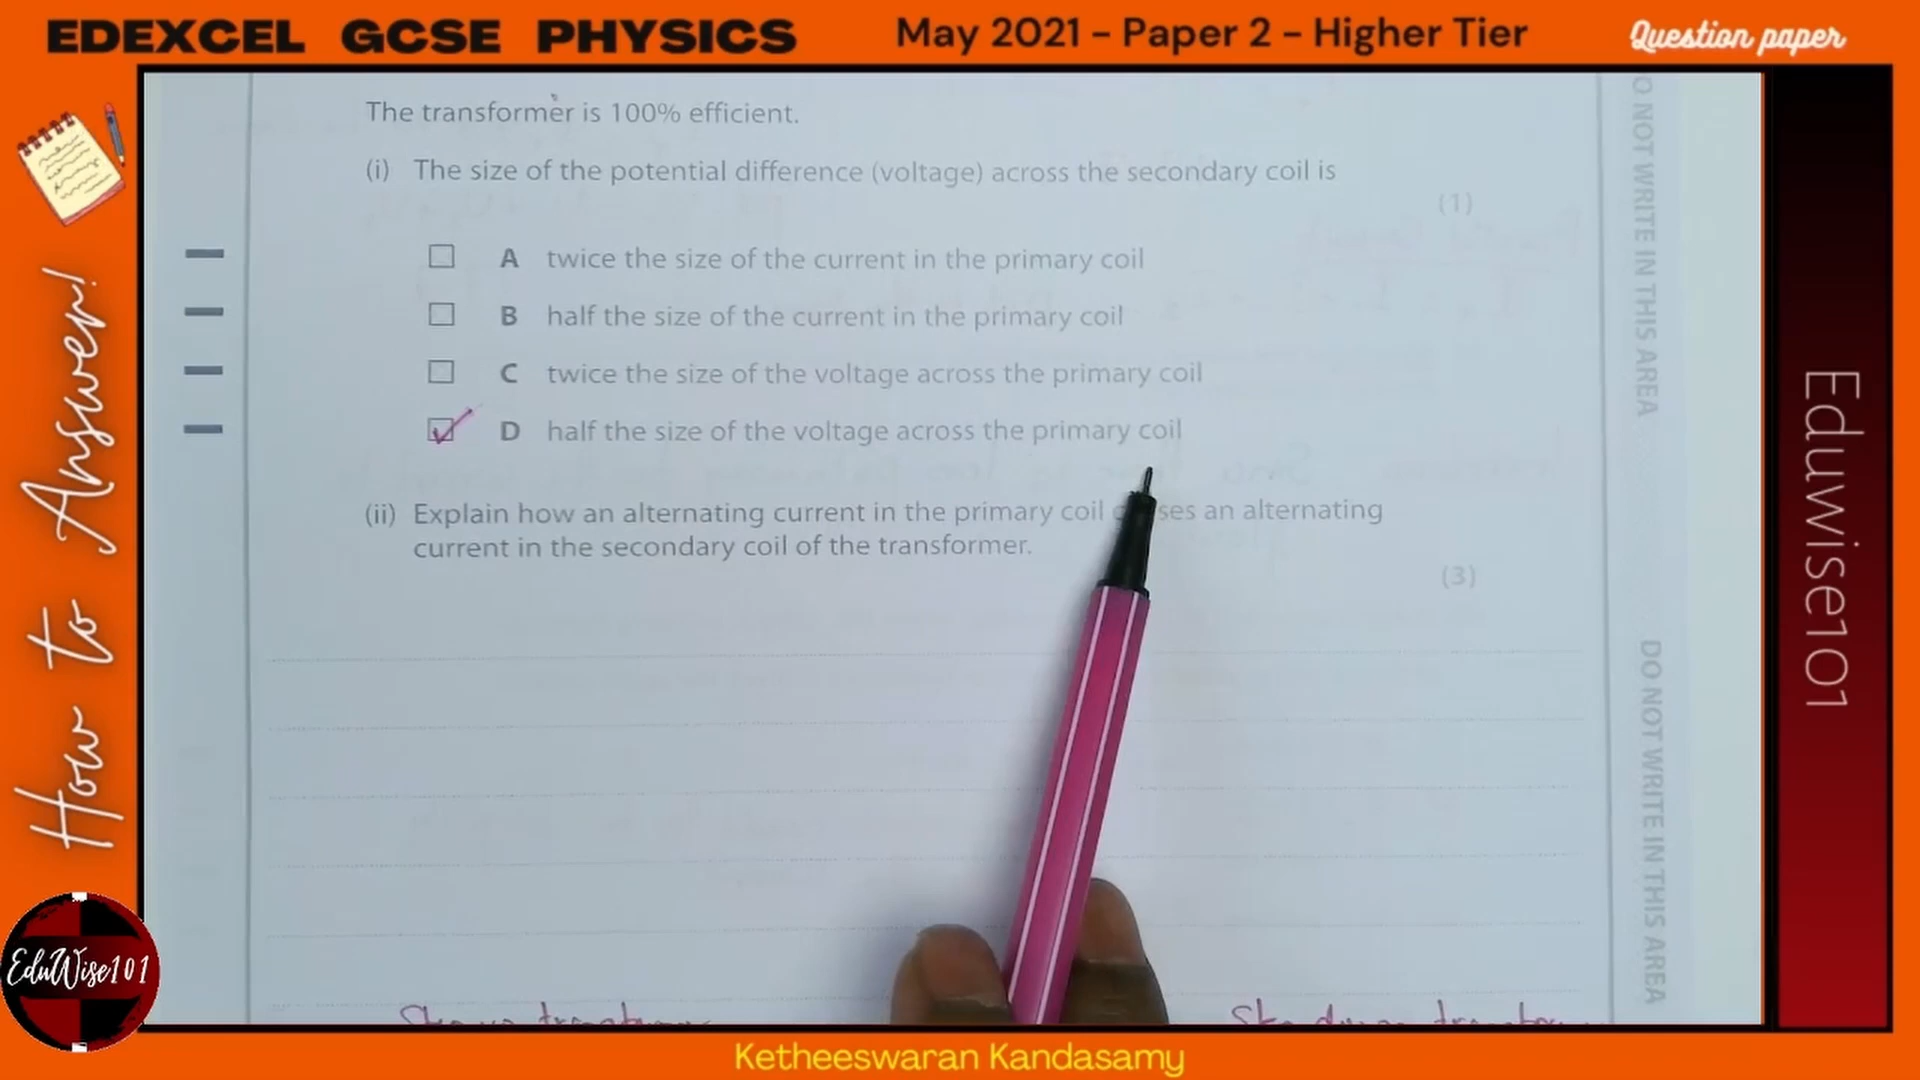 EDEXCEL GCSE PHYSICS
May 2021 - Paper 2 - Higher Tier
Question paper
How to Answer!
The transformer is 100% efficient.
(i) The size of the potential difference (voltage) across the secondary coil is
(1)
A twice the size of the current in the primary coil
B half the size of the current in the primary coil
C twice the size of the voltage across the primary coil
D half the size of the voltage across the primary coil
(ii) Explain how an alternating current in the primary coil ses an alternating
current in the secondary coil of the transformer.
(3)
O NOT WRITE IN THIS AREA
DO NOT WRITE IN THIS AREA
Eduwise101
EduWise101
Ketheeswaran Kandasamy